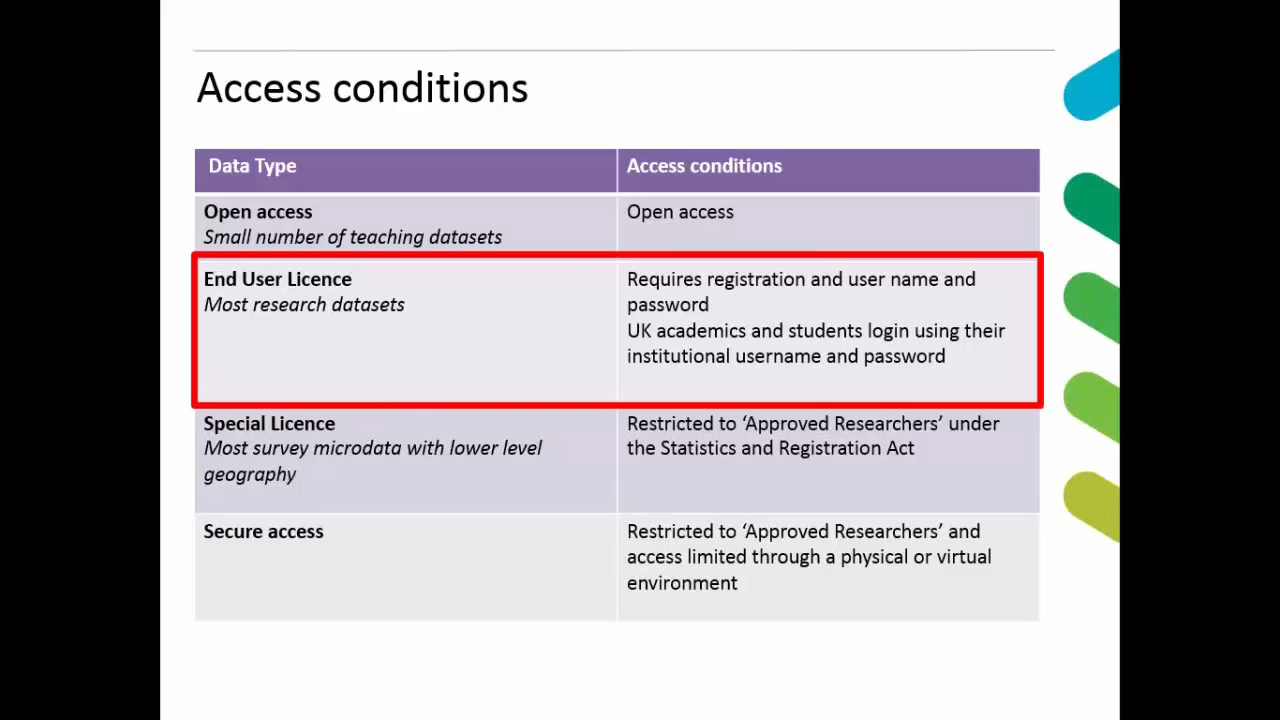 Access conditions
Data Type
Access conditions
Open access
Small number of teaching datasets
Open access
End User Licence
Most research datasets
Requires registration and user name and
password
UK academics and students login using their
institutional username and password
Special Licence
Most survey microdata with lower level
geography
Restricted to ‘Approved Researchers’ under
the Statistics and Registration Act
Secure access
Restricted to ‘Approved Researchers’ and
access limited through a physical or virtual
environment